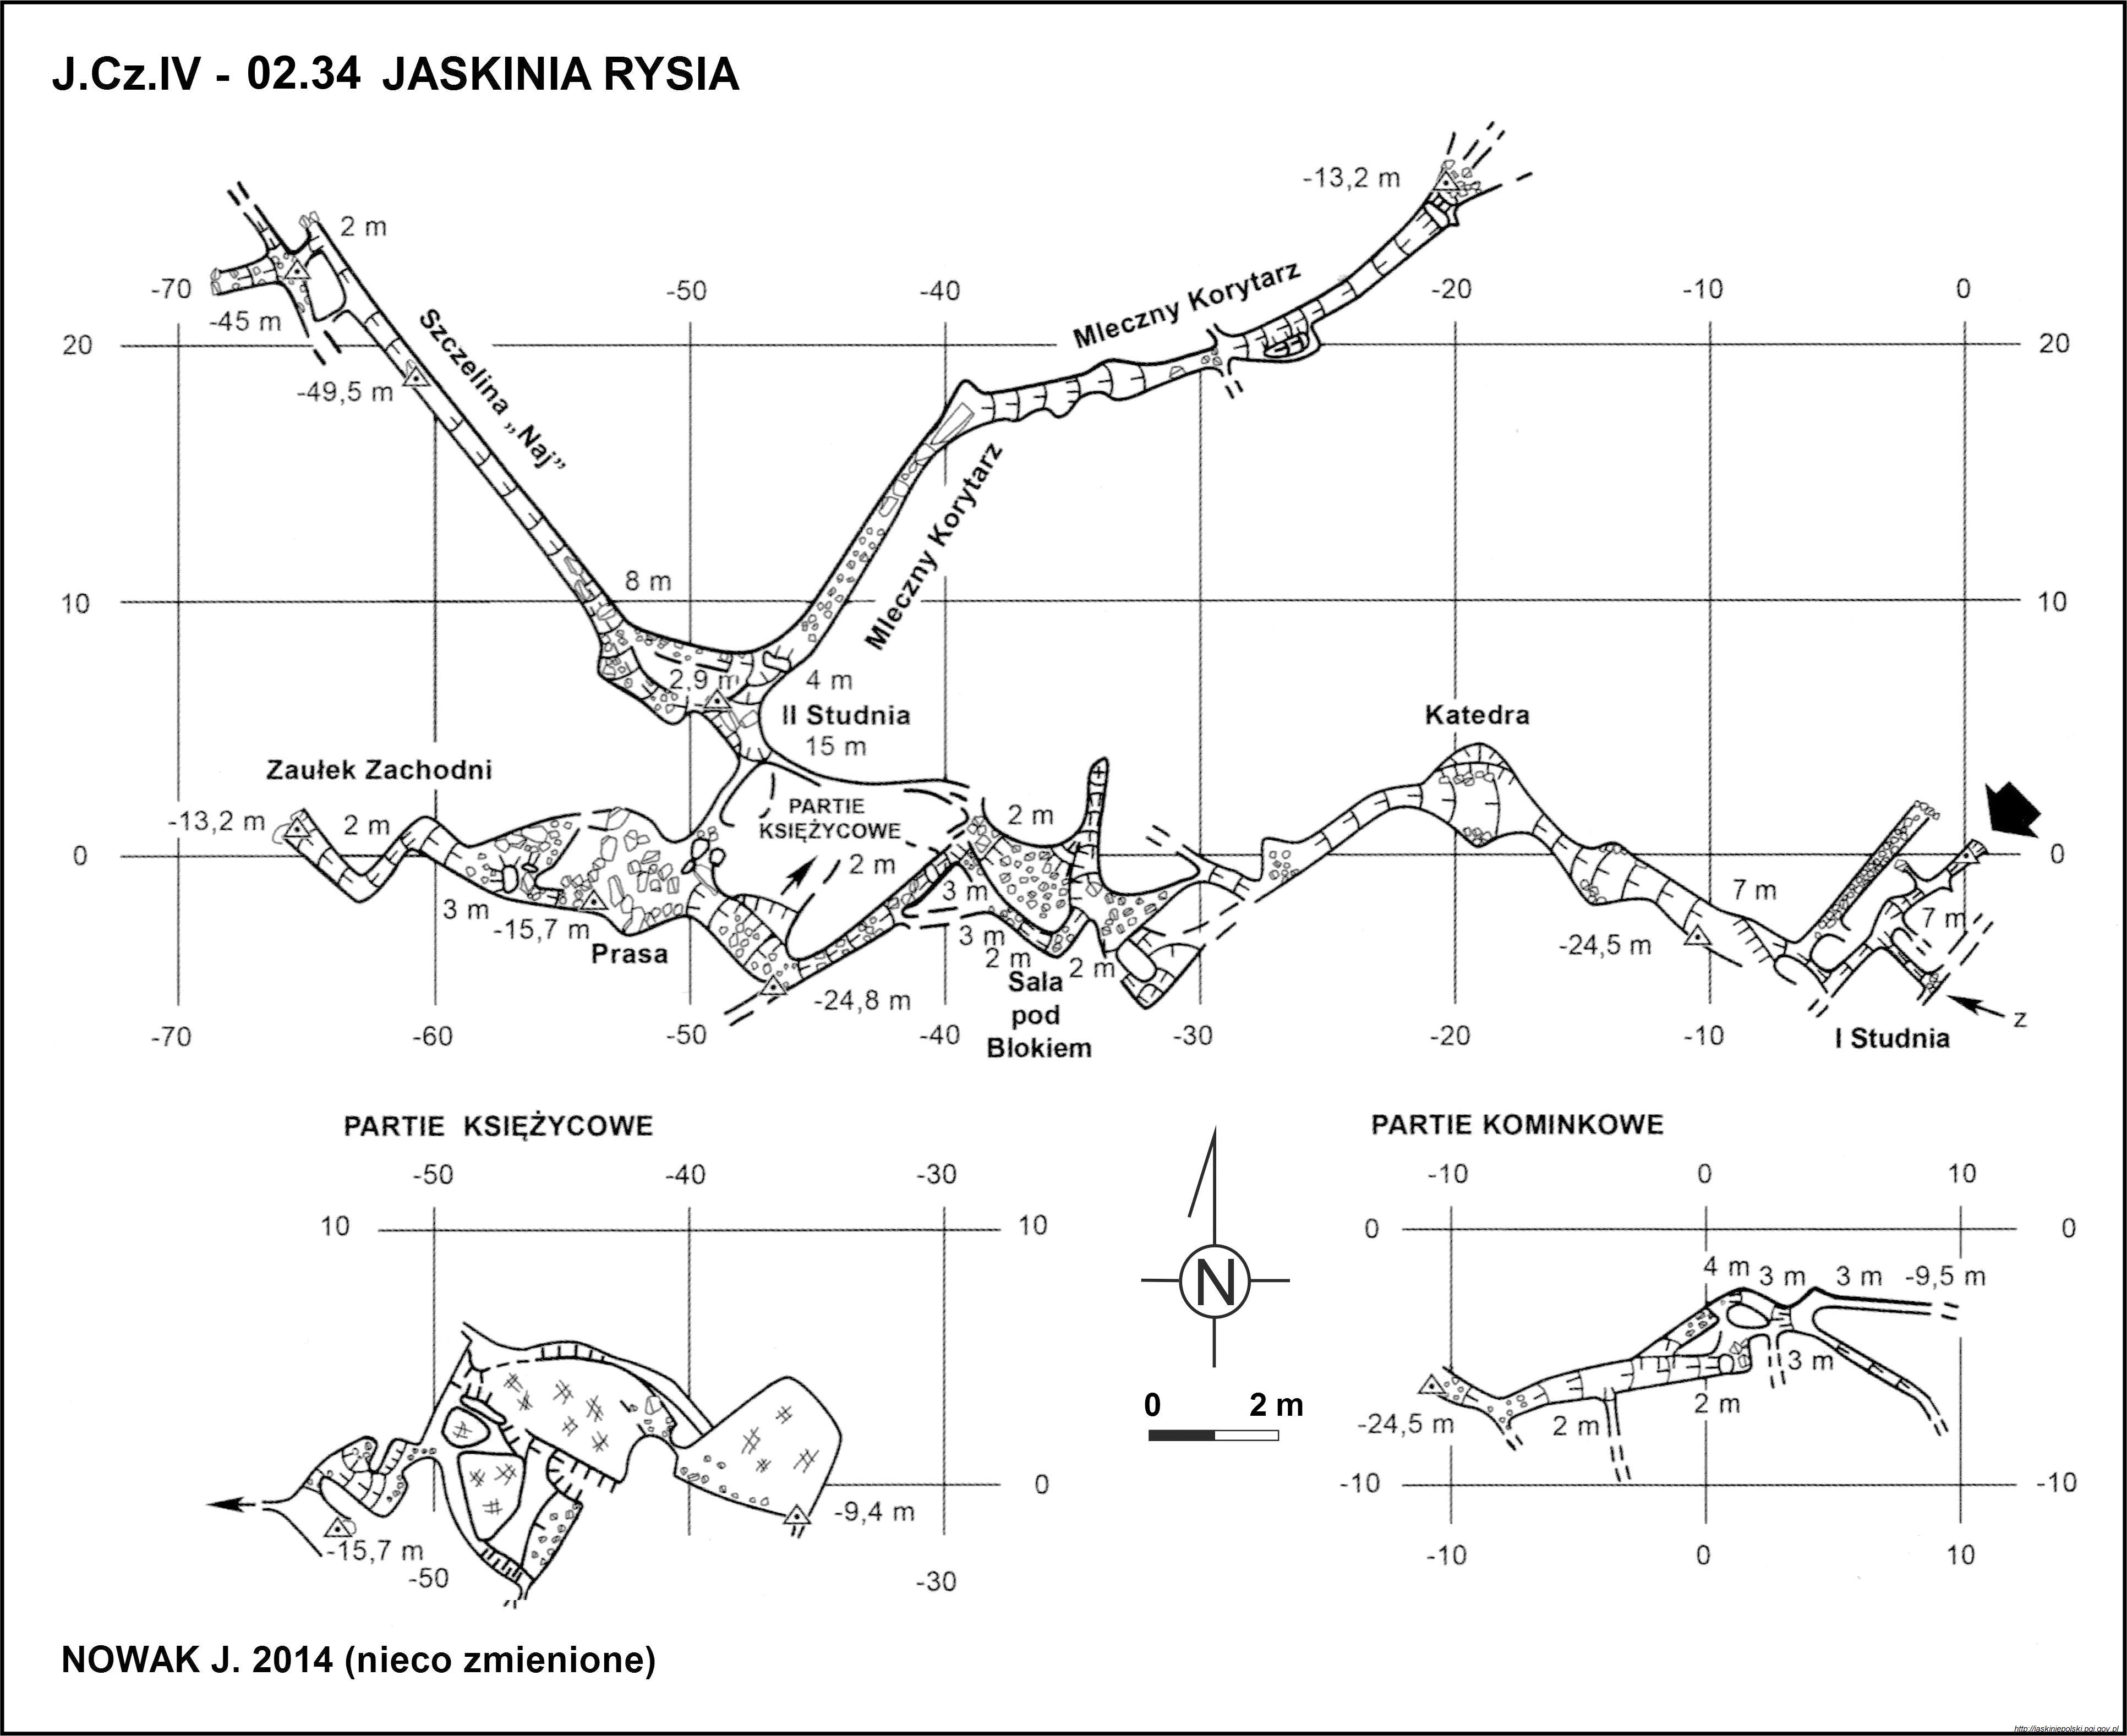 J.Cz.IV - 02.34 JASKINIA RYSIA
-13,2 m
2 m
-70
-50
-40
-20
-10
0
-45 m
Szczelina „Naj”
Mleczny Korytarz
20
20
-49,5 m
Mleczny Korytarz
8 m
10
10
2,9 m
4 m
II Studnia
15 m
Katedra
Zaułek Zachodni
-13,2 m
2 m
PARTIE
KSIĘŻYCOWE
2 m
2 m
0
0
3 m
-15,7 m
Prasa
3 m
7 m
7 m
3 m
2 m
2 m
-24,5 m
-24,8 m
Sala
pod
Blokiem
z
I Studnia
-70
-60
-50
-40
-30
-20
-10
PARTIE KSIĘŻYCOWE
-50
-40
-30
10
10
0
-9,4 m
-15,7 m
-50
-30
N
0
2 m
PARTIE KOMINKOWE
-10
0
10
0
0
4 m
3 m
3 m
-9,5 m
3 m
2 m
2 m
-24,5 m
-10
-10
-10
0
10
NOWAK J. 2014 (nieco zmienione)
http://jaskiniepolski.pgi.gov.pl